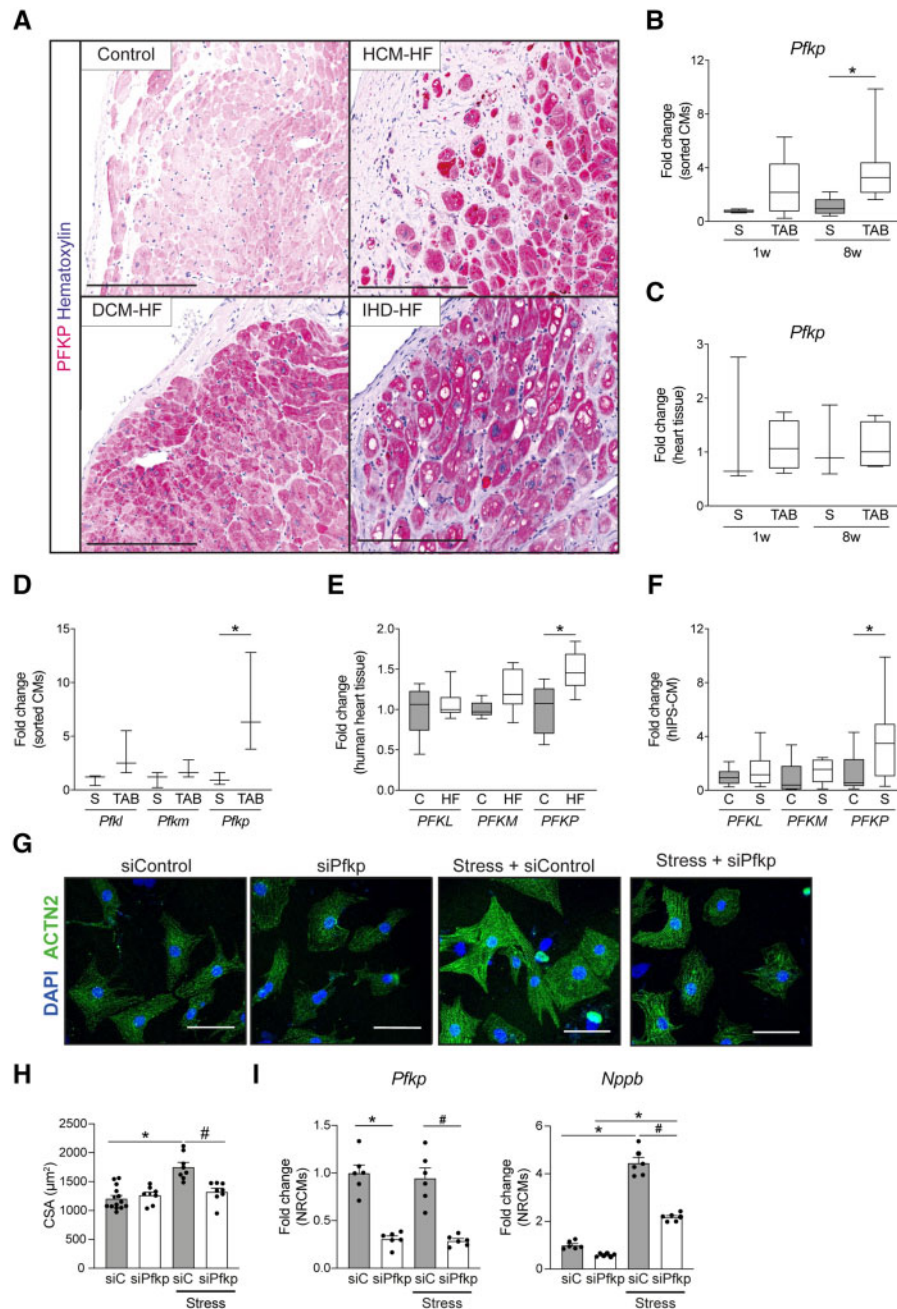 A
PFKP Hematoxylin
Control
HCM-HF
DCM-HF
IHD-HF
B
Pfkp
Fold change
(sorted CMs)
12
8
4
0
*
S TAB S TAB
1w 8w
C
Pfkp
Fold change
(heart tissue)
3
2
1
0
S TAB S TAB
1w 8w
D
Fold change
(sorted CMs)
15
10
5
0
*
S TAB S TAB S TAB
Pfkl Pfkm Pfkp
E
Fold change
(human heart tissue)
2.0
1.5
1.0
0.5
0.0
*
C HF C HF C HF
PFKL PFKM PFKP
F
Fold change
(hIPS-CM)
12
8
4
0
*
C S C S C S
PFKL PFKM PFKP
G
DAPI ACTN2
siControl
siPfkp
Stress + siControl
Stress + siPfkp
H
CSA (µm²)
2500
2000
1500
1000
500
0
* #
siC siPfkp siC siPfkp
Stress
I
Pfkp
Fold change
(NRCMs)
1.5
1.0
0.5
0.0
* #
siC siPfkp siC siPfkp
Stress
Nppb
Fold change
(NRCMs)
6
4
2
0
*
* #
siC siPfkp siC siPfkp
Stress